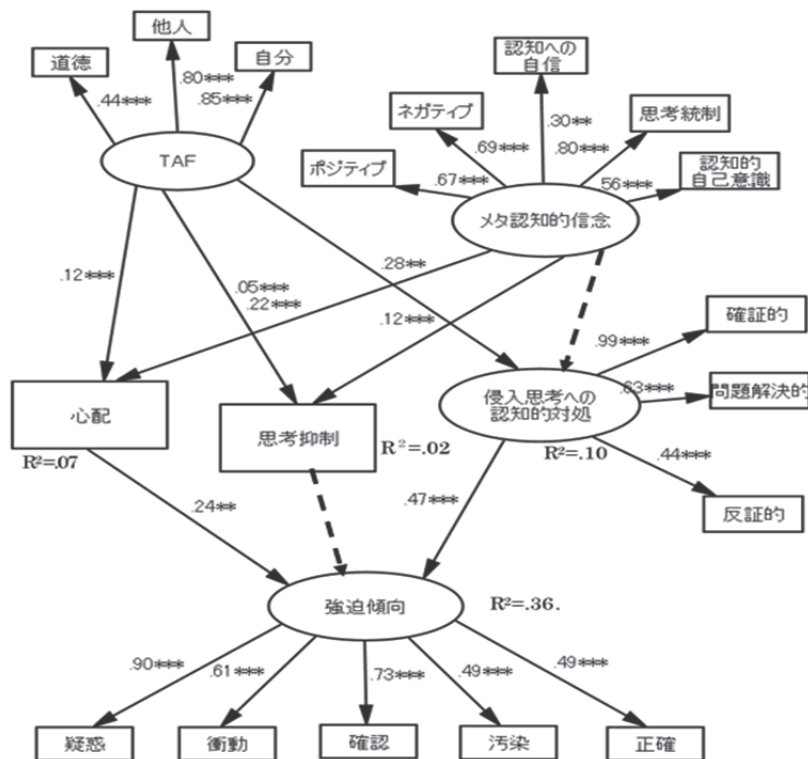 他人
道徳
自分
.44***
.80***
.85***
TAF
認知への
自信
ネガティブ
思考統制
ポジティブ
認知的
自己意識
.30**
.69***
.80***
.67***
.56***
メタ認知的信念
.12***
.05***
.22***
.28**
.12***
確証的
.99***
問題解決的
.63***
心配
思考抑制
侵入思考への
認知的対処
R²=.07
R²=.02
R²=.10
.44***
反証的
.24**
.47***
強迫傾向
R²=.36.
.90***
.61***
.73***
.49***
.49***
疑惑
衝動
確認
汚染
正確